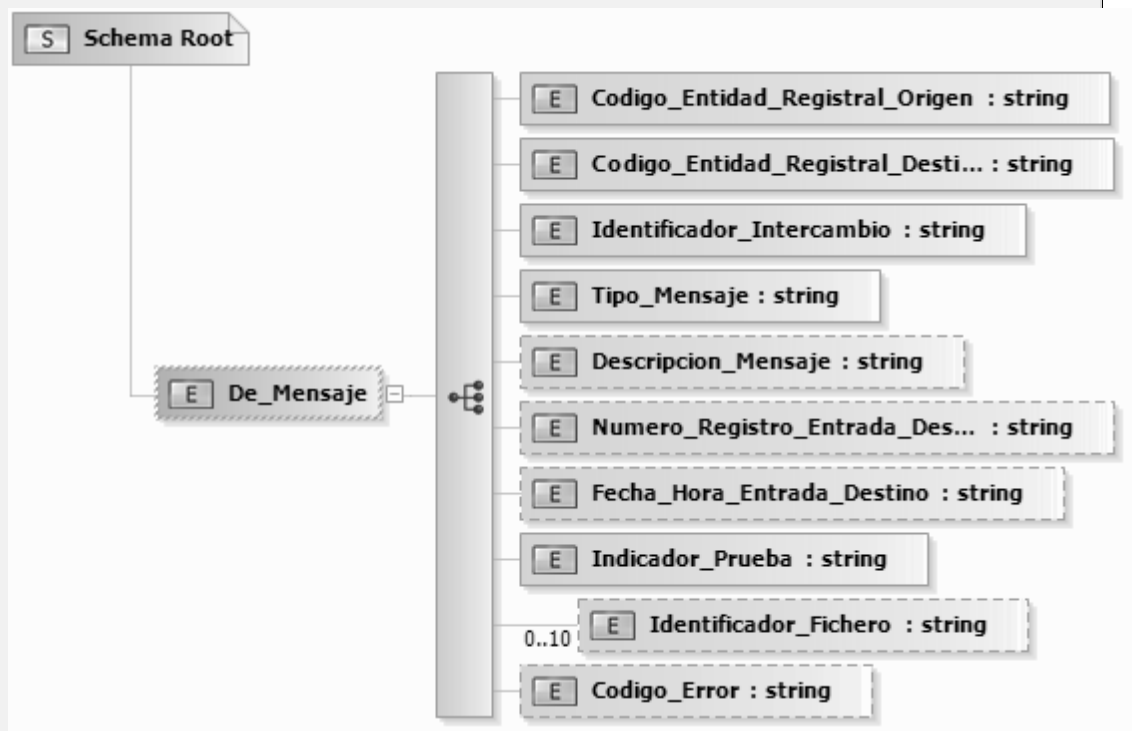 S Schema Root
E Codigo_Entidad_Registral_Origen : string
E Codigo_Entidad_Registral_Desti... : string
E Identificador_Intercambio : string
E Tipo_Mensaje : string
E Descripcion_Mensaje : string
E De_Mensaje
E Numero_Registro_Entrada_Des... : string
E Fecha_Hora_Entrada_Destino : string
E Indicador_Prueba : string
0..10 E Identificador_Fichero : string
E Codigo_Error : string